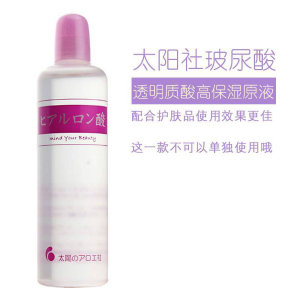 太阳社玻尿酸
透明质酸高保湿原液
配合护肤品使用效果更佳
这一款不可以单独使用哦
ヒアルロン酸
Mind Your Beauty
太陽のアロエ社